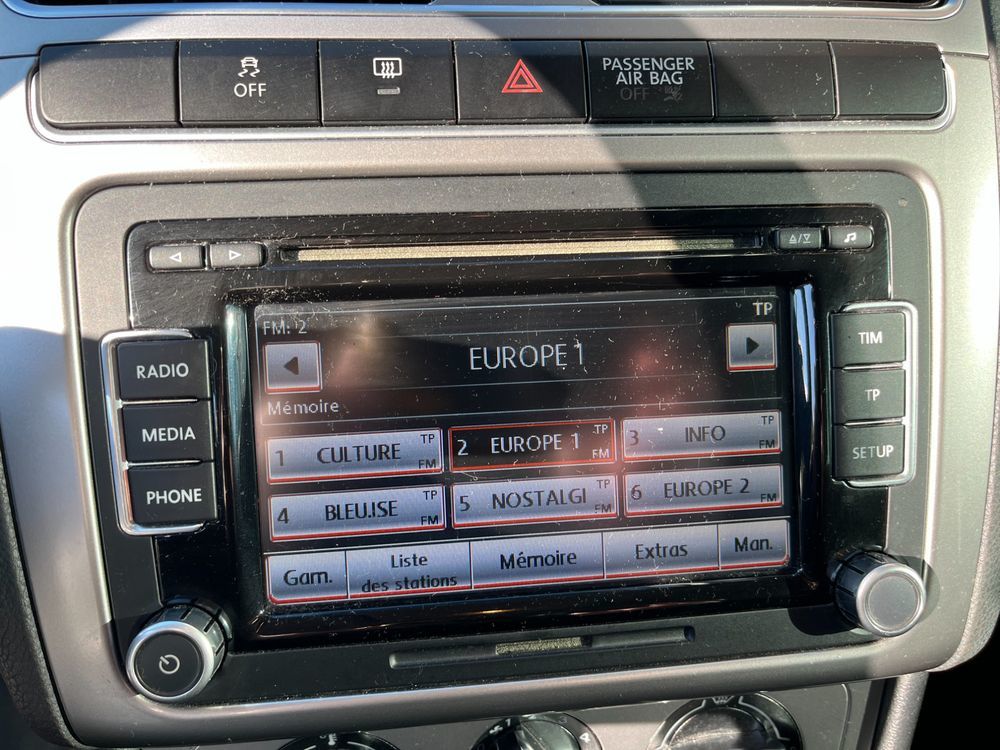 OFF
PASSENGER
AIR BAG
OFF
TP
FM: 2
EUROPE 1
Mémoire
1 CULTURE TP FM
2 EUROPE 1 TP FM
3 INFO TP FM
4 BLEU.ISE TP FM
5 NOSTALGI TP FM
6 EUROPE 2 FM
Gam.
Liste
des stations
Mémoire
Extras
Man.
RADIO
MEDIA
PHONE
TIM
TP
SETUP
4